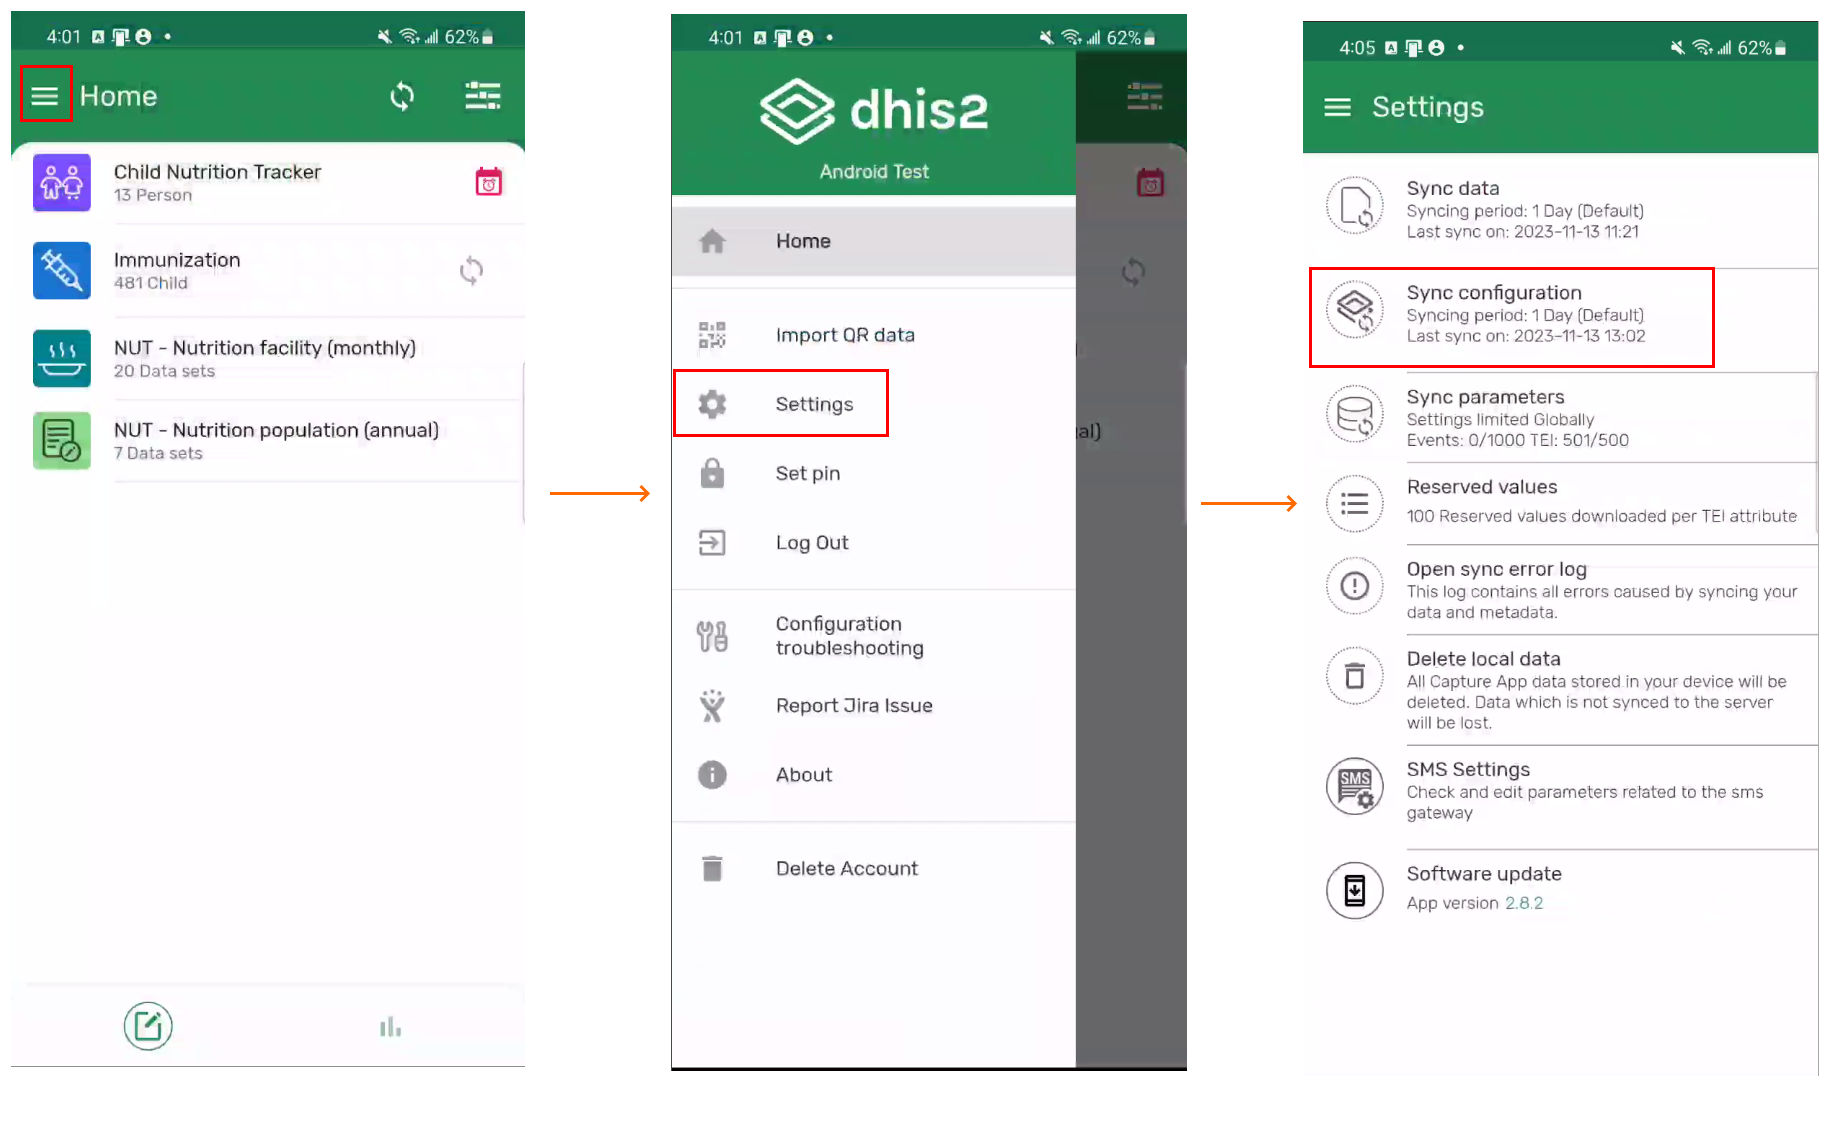 4:01
62%
Home
Child Nutrition Tracker
13 Person
Immunization
481 Child
NUT - Nutrition facility (monthly)
20 Data sets
NUT - Nutrition population (annual)
7 Data sets
4:01
62%
dhis2
Android Test
Home
Import QR data
Settings
Set pin
Log Out
Configuration
troubleshooting
Report Jira Issue
About
Delete Account
al)
4:05
62%
Settings
Sync data
Syncing period: 1 Day (Default)
Last sync on: 2023-11-13 11:21
Sync configuration
Syncing period: 1 Day (Default)
Last sync on: 2023-11-13 13:02
Sync parameters
Settings limited Globally
Events: 0/1000 TEI: 501/500
Reserved values
100 Reserved values downloaded per TEI attribute
Open sync error log
This log contains all errors caused by syncing your
data and metadata.
Delete local data
All Capture App data stored in your device will be
deleted. Data which is not synced to the server
will be lost.
SMS
SMS Settings
Check and edit parameters related to the sms
gateway
Software update
App version 2.8.2